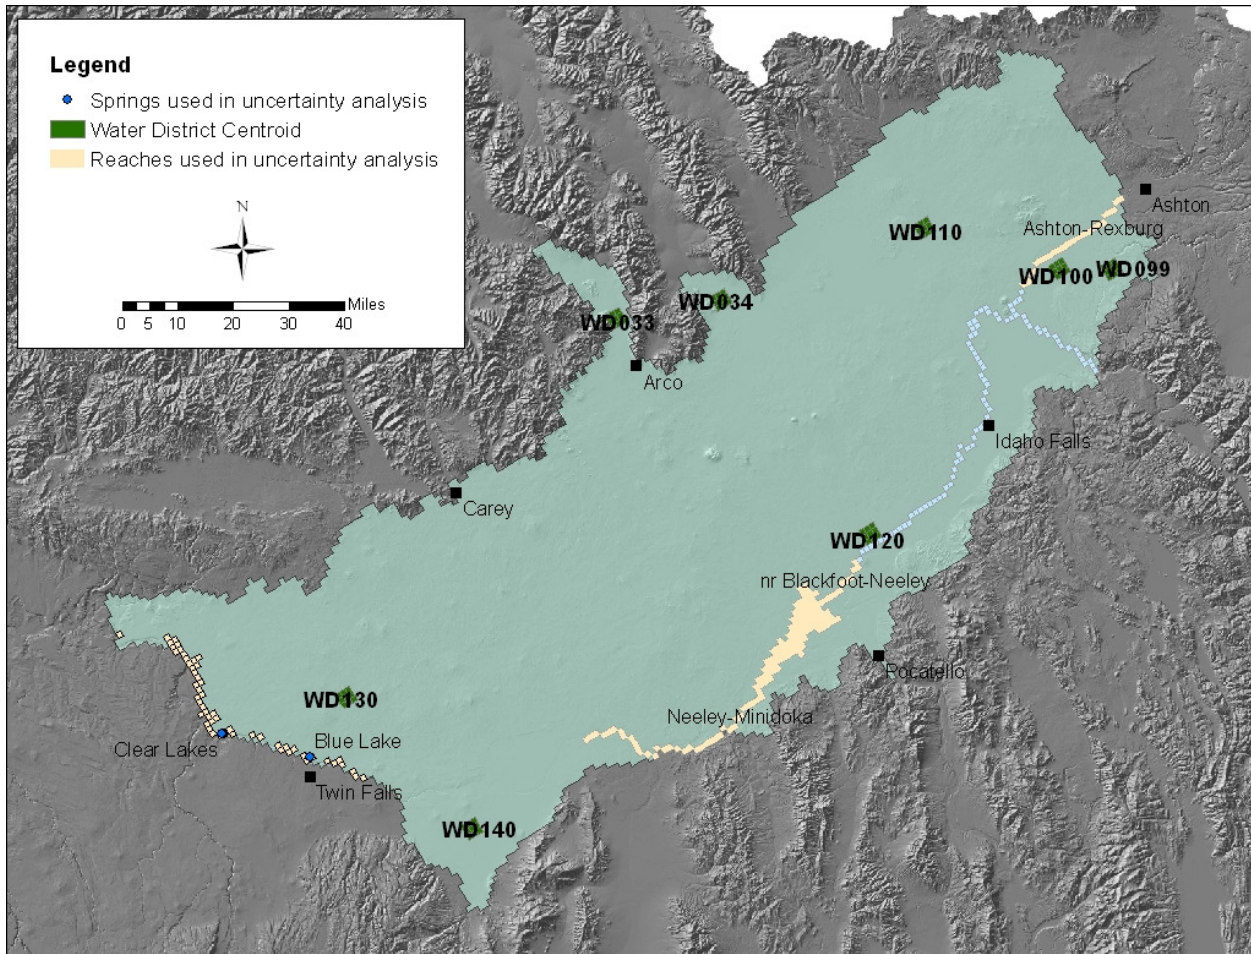 Legend
Springs used in uncertainty analysis
Water District Centroid
Reaches used in uncertainty analysis
N
Miles
0 5 10 20 30 40
Ashton
Ashton-Rexburg
WD110
WD100
WD099
WD034
WD033
Arco
Idaho Falls
Carey
WD120
nr Blackfoot-Neeley
Pocatello
WD130
Neeley-Minidoka
Clear Lakes
Blue Lake
Twin Falls
WD140